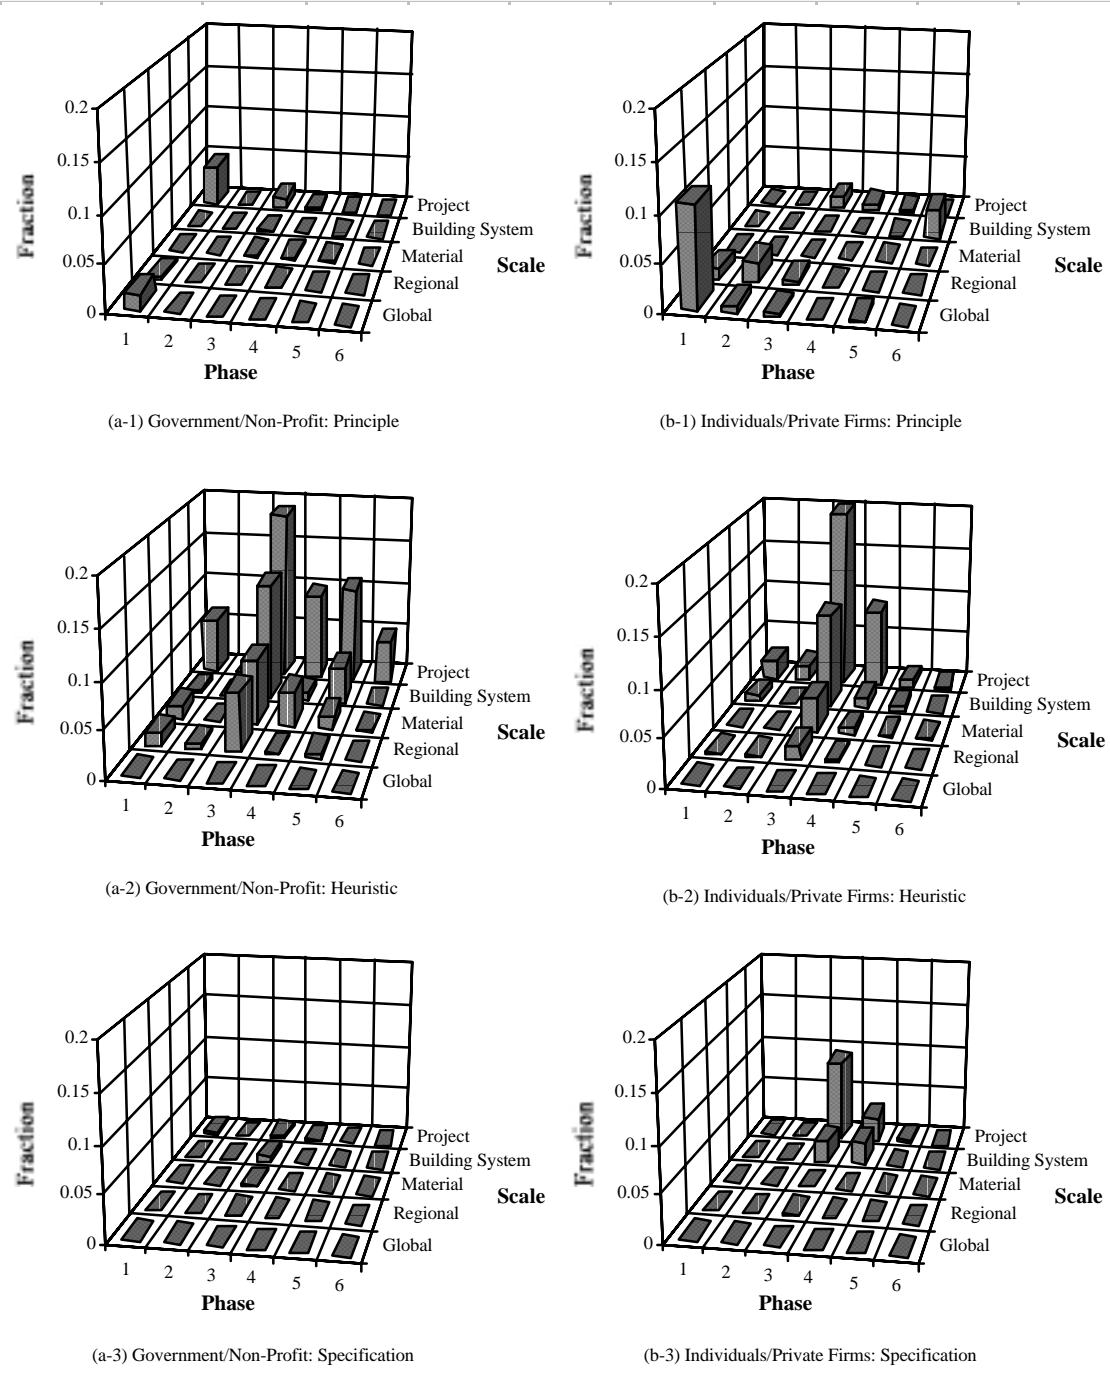 0.2
0.15
0.1
0.05
0
Fraction
Project
Building System
Material
Regional
Global
Scale
1 2 3 4 5 6
Phase
(a-1) Government/Non-Profit: Principle
0.2
0.15
0.1
0.05
0
Fraction
Project
Building System
Material
Regional
Global
Scale
1 2 3 4 5 6
Phase
(b-1) Individuals/Private Firms: Principle
0.2
0.15
0.1
0.05
0
Fraction
Project
Building System
Material
Regional
Global
Scale
1 2 3 4 5 6
Phase
(a-2) Government/Non-Profit: Heuristic
0.2
0.15
0.1
0.05
0
Fraction
Project
Building System
Material
Regional
Global
Scale
1 2 3 4 5 6
Phase
(b-2) Individuals/Private Firms: Heuristic
0.2
0.15
0.1
0.05
0
Fraction
Project
Building System
Material
Regional
Global
Scale
1 2 3 4 5 6
Phase
(a-3) Government/Non-Profit: Specification
0.2
0.15
0.1
0.05
0
Fraction
Project
Building System
Material
Regional
Global
Scale
1 2 3 4 5 6
Phase
(b-3) Individuals/Private Firms: Specification